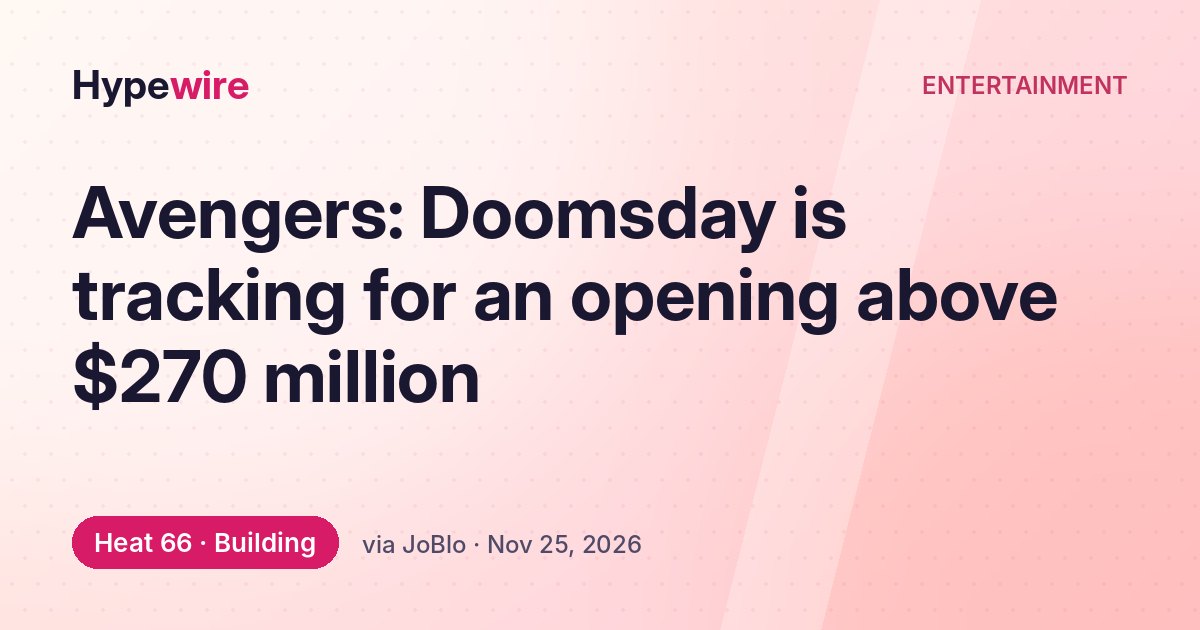 Hypewire
ENTERTAINMENT
Avengers: Doomsday is
tracking for an opening above
$270 million
Heat 66 · Building
via JoBlo · Nov 25, 2026